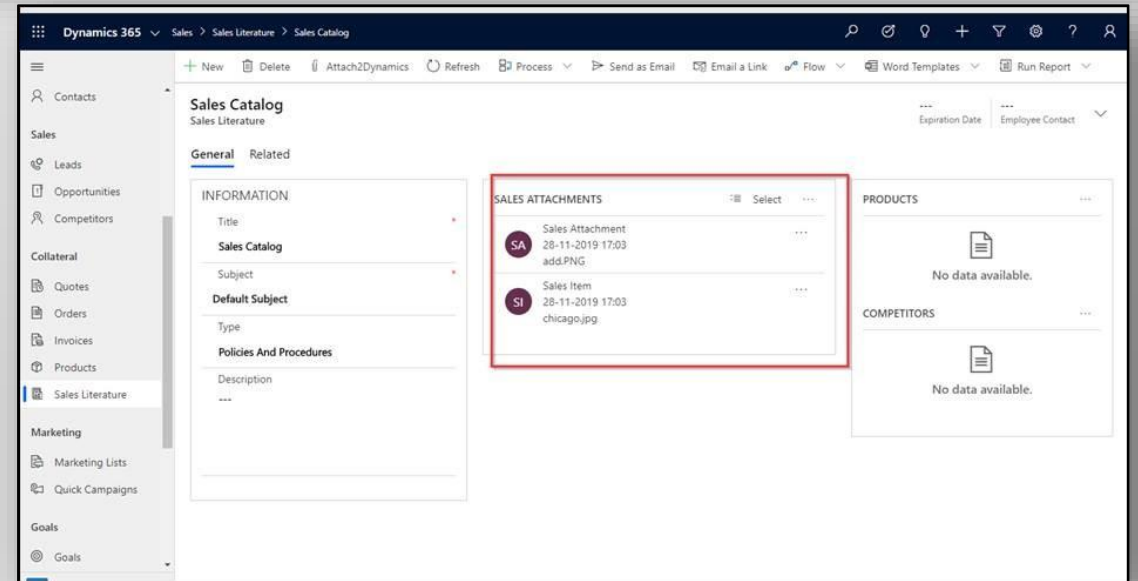 Dynamics 365 Sales > Sales Literature > Sales Catalog
+ New Delete Attach2Dynamics Refresh Process Send as Email Email a Link Flow Word Templates Run Report
Contacts
Sales
Leads
Opportunities
Competitors
Collateral
Quotes
Orders
Invoices
Products
Sales Literature
Marketing
Marketing Lists
Quick Campaigns
Goals
Goals
Sales Catalog
Sales Literature
---
Expiration Date
---
Employee Contact
General Related
INFORMATION
Title *
Sales Catalog
Subject *
Default Subject
Type
Policies And Procedures
Description
---
SALES ATTACHMENTS Select ...
SA
Sales Attachment ...
28-11-2019 17:03
add.PNG
SI
Sales Item ...
28-11-2019 17:03
chicago.jpg
PRODUCTS ...
No data available.
COMPETITORS ...
No data available.